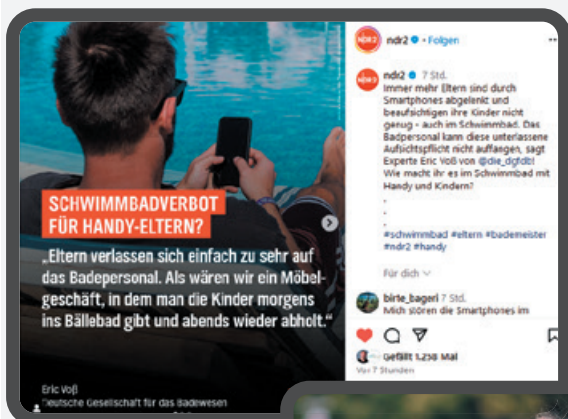 SCHWIMMBADVERBOT
FÜR HANDY-ELTERN?
„Eltern verlassen sich einfach zu sehr auf
das Badepersonal. Als wären wir ein Möbel-
geschäft, in dem man die Kinder morgens
ins Bällebad gibt und abends wieder abholt.“
Eric Voß
Deutsche Gesellschaft für das Badewesen
ndr2 • Folgen
ndr2 7 Std.
Immer mehr Eltern sind durch
Smartphones abgelenkt und
beaufsichtigen ihre Kinder nicht
genug - auch im Schwimmbad. Das
Badpersonal kann diese unterlassene
Aufsichtspflicht nicht auffangen, sagt
Experte Eric Voß von @die_dgfdb!
Wie macht ihr es im Schwimmbad mit
Handy und Kindern?
.
.
.
#schwimmbad #eltern #bademeister
#ndr2 #handy
Für dich
birte_bageri 7 Std.
Mich stören die Smartphones im
Gefällt 1.258 Mal
Vor 7 Stunden